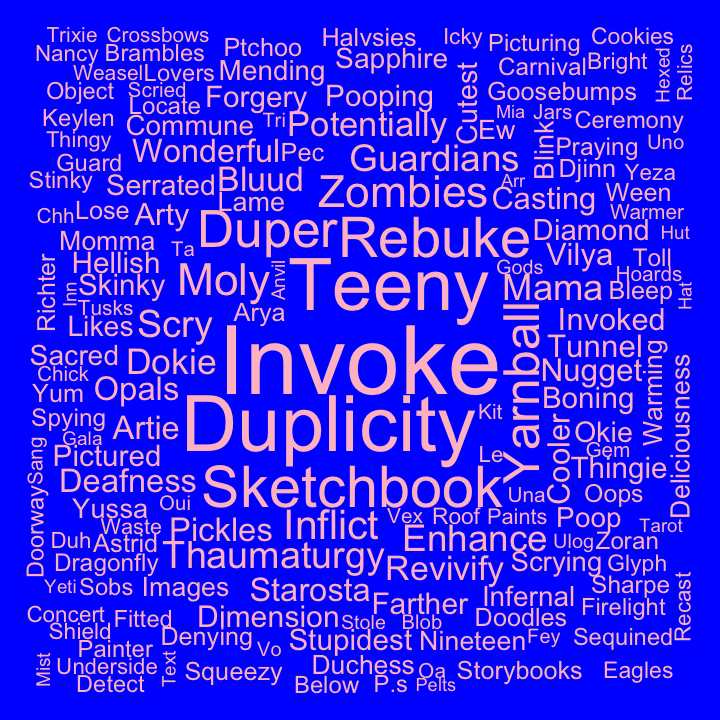 Trixie Crossbows Halvsies Icky Picturing Cookies
Nancy Brambles Ptchoo Sapphire Carnival Bright Hexed Relics
Weasel Lovers Mending Cutest Goosebumps
Object Scried Forgery Pooping
Locate Mia Jars Ceremony
Keylen Commune Tri Potentially Ew Blink Praying Uno
Thingy Wonderful Pec Guardians Djinn Yeza
Guard Bluud Zombies Arr Casting Ween
Stinky Serrated Lame Warmer
Chh Lose Arty Duper Rebuke Diamond Hut
Momma Ta Vilya Toll
Hellish Moly Teeny Gods Hoards
Richter Inn Skinky Anvil Mama Bleep Hat
Tusks Arya Invoked
Likes Scry Invoke Yarnball Tunnel Warming
Sacred Dokie Nugget Deliciousness
Chick
Yum Opals Duplicity Kit Boning
Spying Artie Cooler Okie
Gala Gem
Pictured Le Thingie
Doorway Sang Deafness Sketchbook Una Oops
Yussa Oui Vex Roof Paints Poop Tarot
Waste Pickles Inflict
Duh Astrid Enhance Ulog Zoran
Dragonfly Thaumaturgy Revivify Scrying Glyph
Yeti Sobs Images Starosta Infernal Sharpe Recast
Farther Firelight
Concert Fitted Dimension Stole Blob Doodles
Shield Denying Stupidest Nineteen Fey Sequined
Painter Vo
Mist Underside Text Squeezy Duchess Oa Storybooks Eagles
Detect Below P.s Pelts